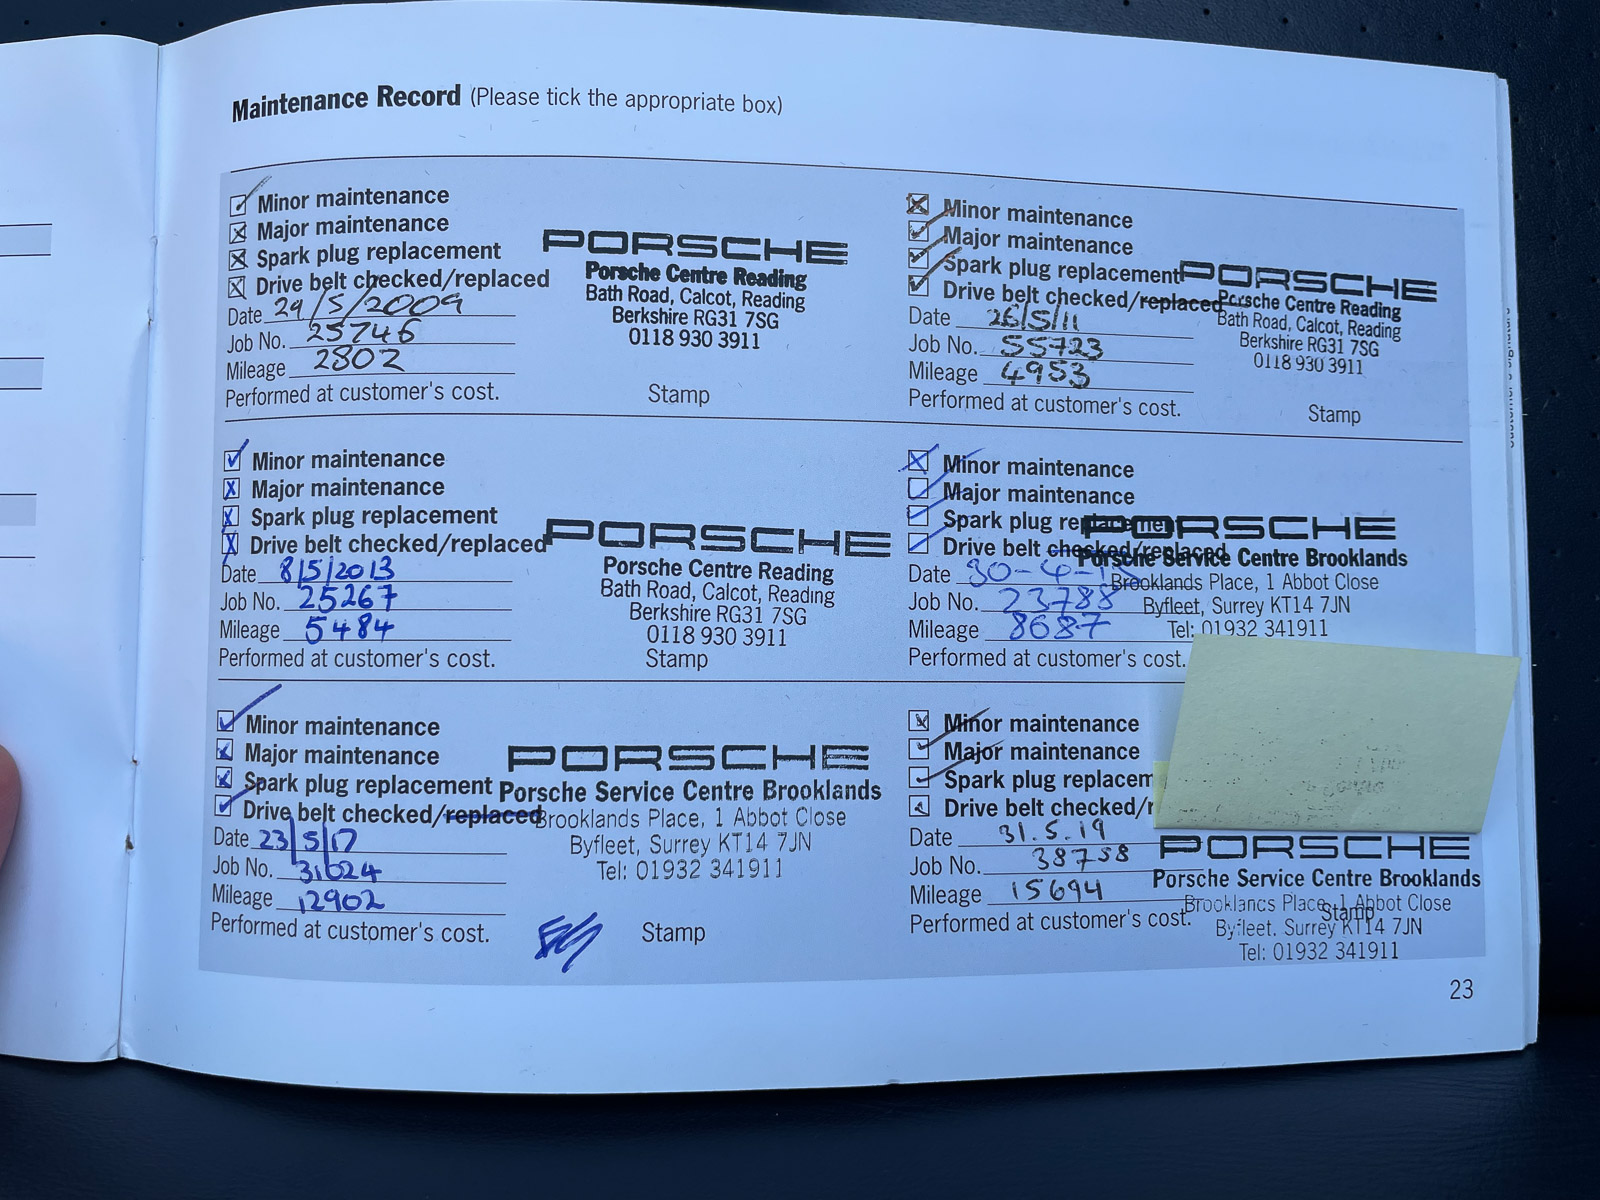 Maintenance Record (Please tick the appropriate box)
Minor maintenance
Major maintenance
Spark plug replacement
Drive belt checked/replaced
Date 29/5/2009
Job No. 25746
Mileage 2802
Performed at customer's cost.
PORSCHE
Porsche Centre Reading
Bath Road, Calcot, Reading
Berkshire RG31 7SG
0118 930 3911
Stamp
Minor maintenance
Major maintenance
Spark plug replacement
Drive belt checked/replaced
Date 26/5/11
Job No. 55723
Mileage 4953
Performed at customer's cost.
PORSCHE
Porsche Centre Reading
Bath Road, Calcot, Reading
Berkshire RG31 7SG
0118 930 3911
Stamp
Minor maintenance
Major maintenance
Spark plug replacement
Drive belt checked/replaced
Date 8/5/2013
Job No. 25267
Mileage 5484
Performed at customer's cost.
PORSCHE
Porsche Centre Reading
Bath Road, Calcot, Reading
Berkshire RG31 7SG
0118 930 3911
Stamp
Minor maintenance
Major maintenance
Spark plug replacement
Drive belt checked/replaced
Date
Job No. 23788
Mileage 8687
Performed at customer's cost.
PORSCHE
Porsche Service Centre Brooklands
Brooklands Place, 1 Abbot Close
Byfleet, Surrey KT14 7JN
Tel: 01932 341911
Minor maintenance
Major maintenance
Spark plug replacement
Drive belt checked/replaced
Date 23/5/17
Job No. 31624
Mileage 12902
Performed at customer's cost.
PORSCHE
Porsche Service Centre Brooklands
Brooklands Place, 1 Abbot Close
Byfleet, Surrey KT14 7JN
Tel: 01932 341911
Stamp
Minor maintenance
Major maintenance
Spark plug replacem
Drive belt checked/r
Date 31.5.19
Job No. 38758
Mileage 15694
Performed at customer's cost.
PORSCHE
Porsche Service Centre Brooklands
Brooklands Place, 1 Abbot Close
Stamp
Byfleet, Surrey KT14 7JN
Tel: 01932 341911
23